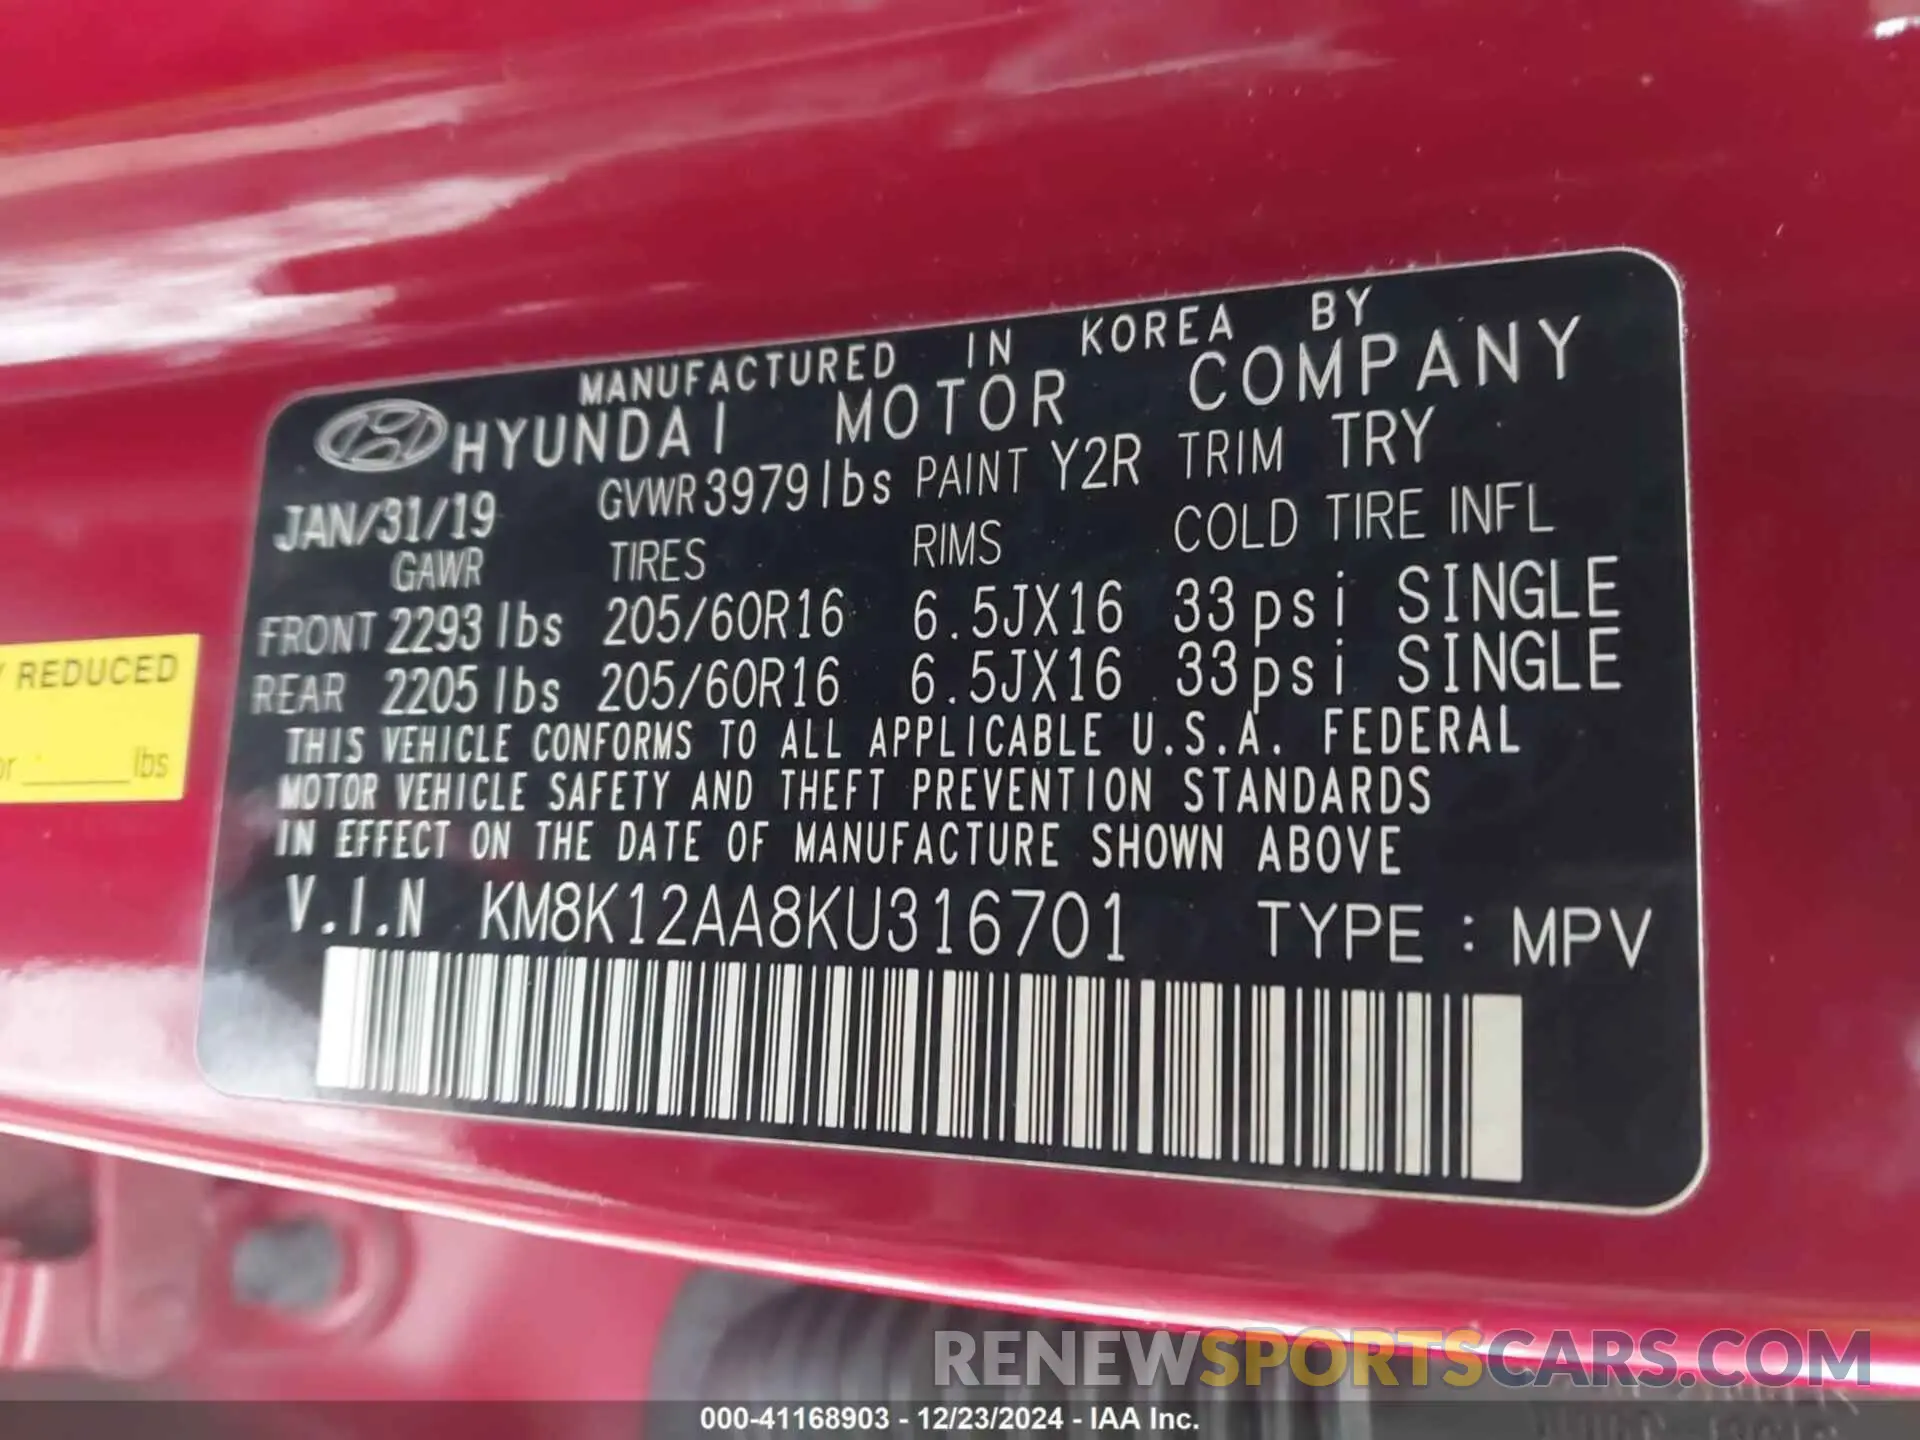 MANUFACTURED IN KOREA BY
HYUNDAI MOTOR COMPANY
JAN/31/19 GVWR 3979 lbs PAINT Y2R TRIM TRY
GAWR TIRES RIMS COLD TIRE INFL
FRONT 2293 lbs 205/60R16 6.5JX16 33psi SINGLE
REAR 2205 lbs 205/60R16 6.5JX16 33psi SINGLE
THIS VEHICLE CONFORMS TO ALL APPLICABLE U.S.A. FEDERAL
MOTOR VEHICLE SAFETY AND THEFT PREVENTION STANDARDS
IN EFFECT ON THE DATE OF MANUFACTURE SHOWN ABOVE
V.I.N KM8K12AA8KU316701 TYPE : MPV
REDUCED
or _____lbs
RENEWSPORTSCARS.COM
000-41168903 - 12/23/2024 - IAA Inc.